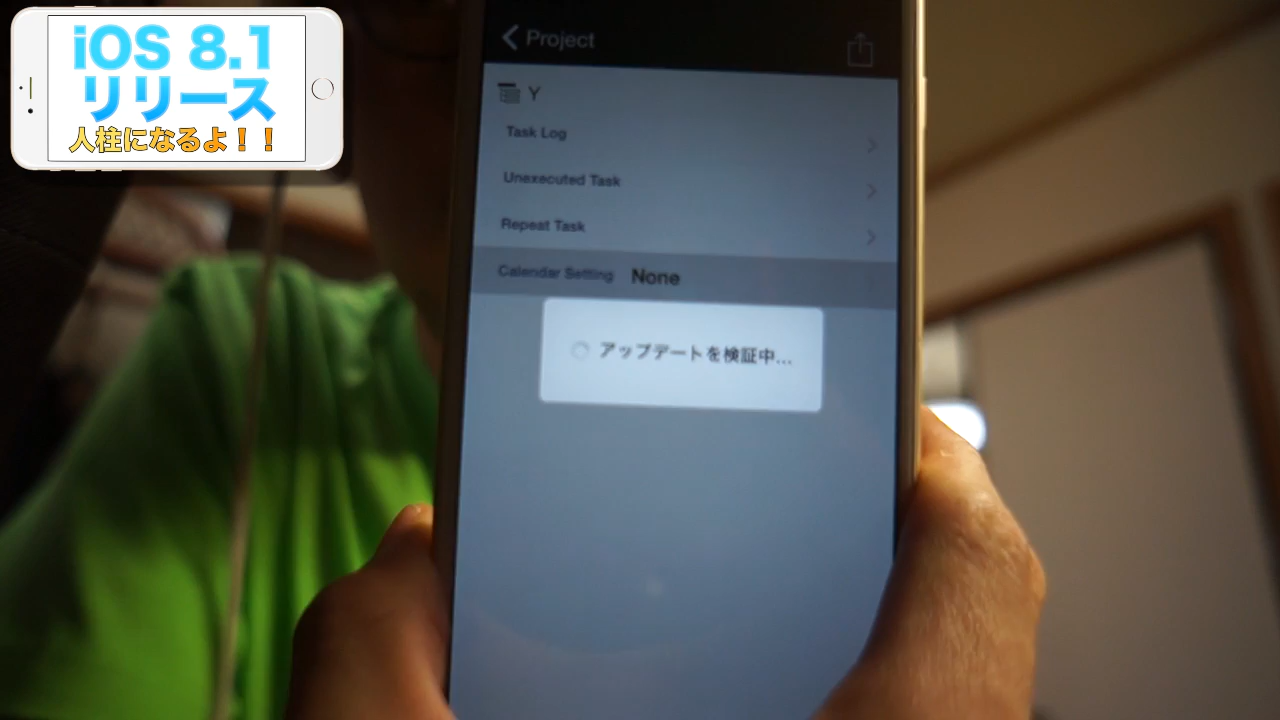 iOS 8.1
リリース
人柱になるよ！！
Project
Y
Task Log
Unexecuted Task
Repeat Task
Calendar Setting None
アップデートを検証中...